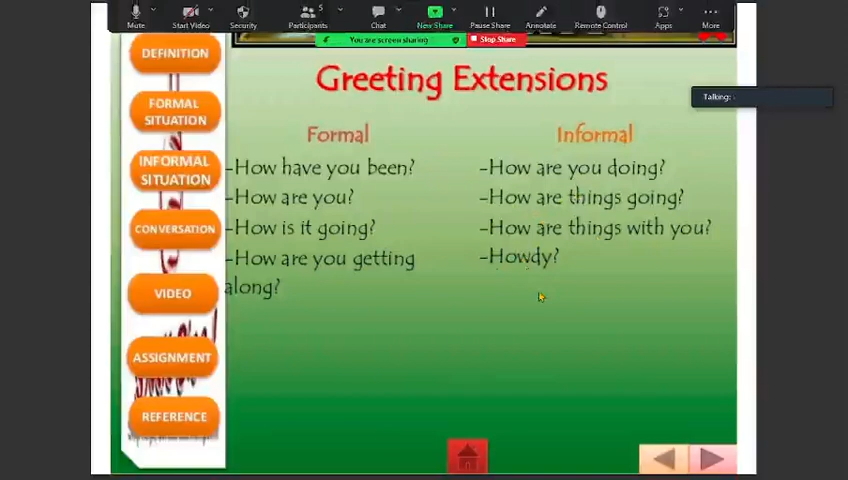 Mute
Start Video
Security
Participants
5
Chat
New Share
Pause Share
Annotate
Remote Control
Apps
More
You are screen sharing
Stop Share
Talking:
DEFINITION
FORMAL
SITUATION
INFORMAL
SITUATION
CONVERSATION
VIDEO
ASSIGNMENT
REFERENCE
Greeting Extensions
Formal
-How have you been?
-How are you?
-How is it going?
-How are you getting
along?
Informal
-How are you doing?
-How are things going?
-How are things with you?
-Howdy?